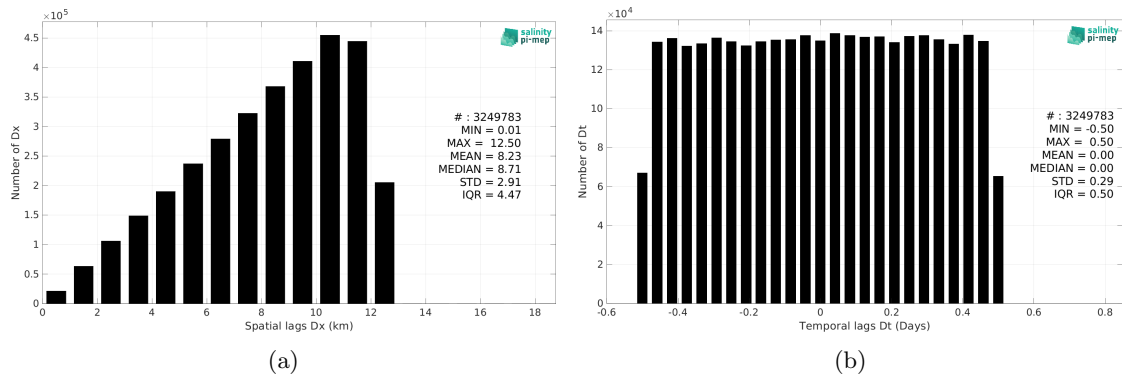 ×10⁵
4.5
4
3.5
3
2.5
2
1.5
1
0.5
0
Number of Dx
salinity
pi-mep
# : 3249783
MIN = 0.01
MAX = 12.50
MEAN = 8.23
MEDIAN = 8.71
STD = 2.91
IQR = 4.47
0 2 4 6 8 10 12 14 16 18
Spatial lags Dx (km)
(a)
×10⁴
14
12
10
8
6
4
2
0
Number of Dt
salinity
pi-mep
# : 3249783
MIN = -0.50
MAX = 0.50
MEAN = 0.00
MEDIAN = 0.00
STD = 0.29
IQR = 0.50
-0.6 -0.4 -0.2 0 0.2 0.4 0.6 0.8
Temporal lags Dt (Days)
(b)